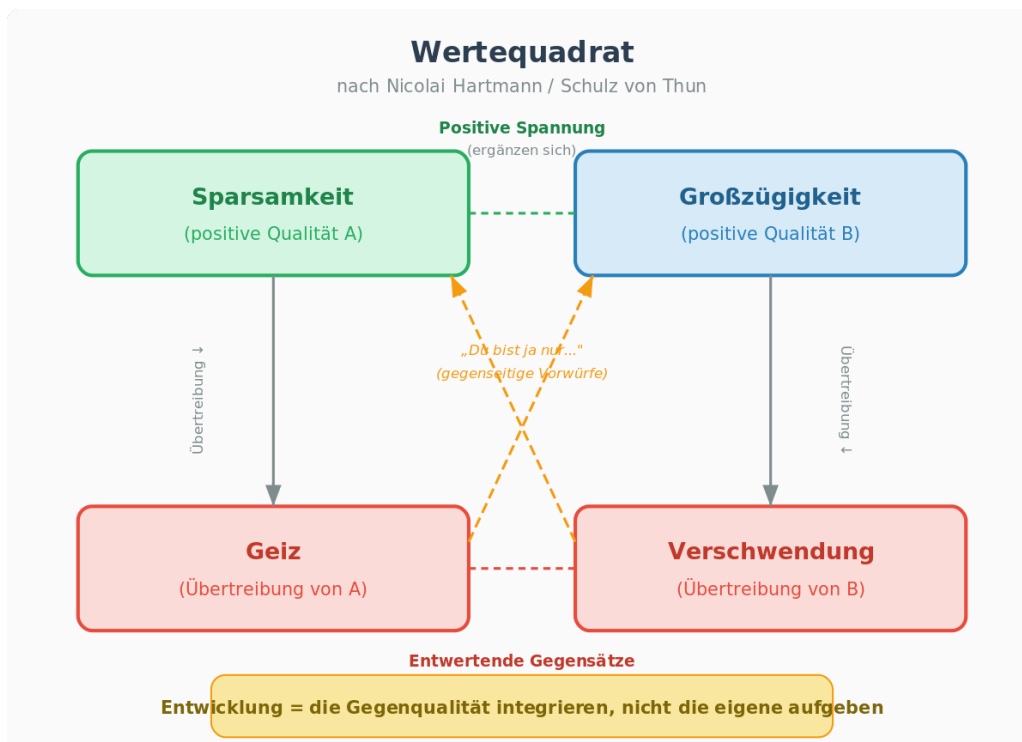 Wertequadrat
nach Nicolai Hartmann / Schulz von Thun
Positive Spannung
(ergänzen sich)
Sparsamkeit
(positive Qualität A)
Großzügigkeit
(positive Qualität B)
Übertreibung ↓
„Du bist ja nur..."
(gegenseitige Vorwürfe)
Übertreibung ↓
Geiz
(Übertreibung von A)
Verschwendung
(Übertreibung von B)
Entwertende Gegensätze
Entwicklung = die Gegenqualität integrieren, nicht die eigene aufgeben